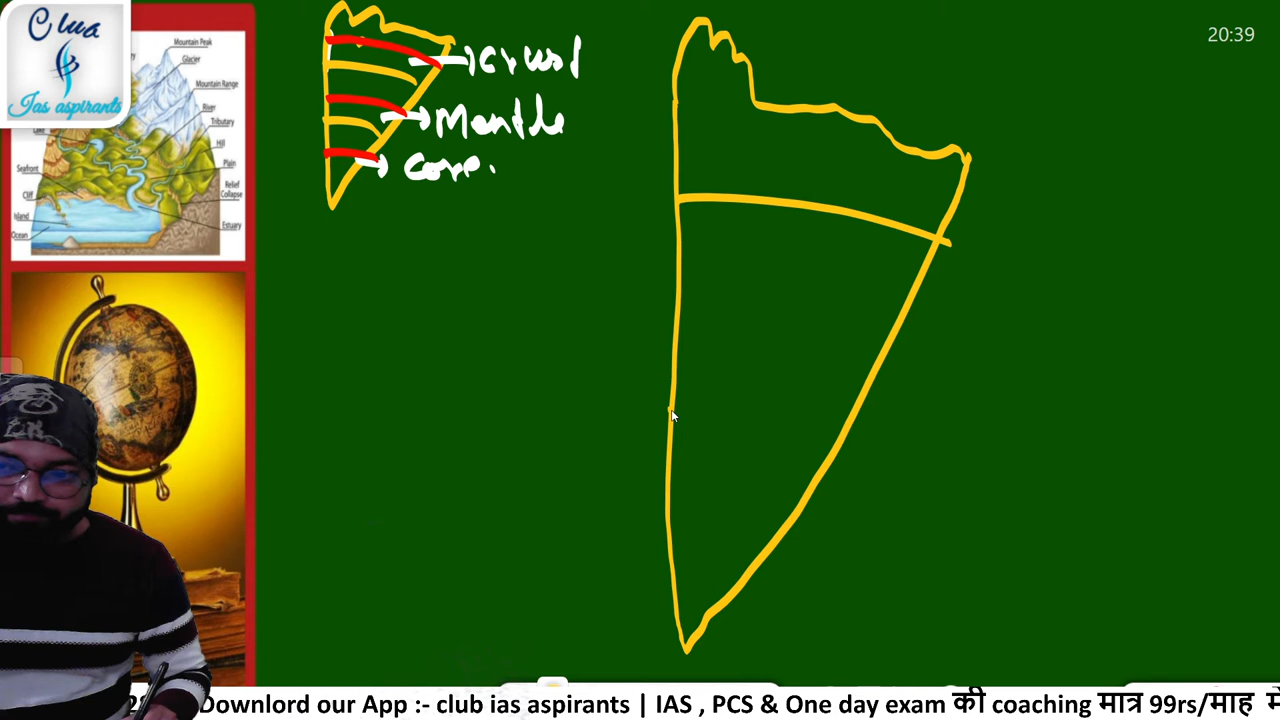 Clua
Ias aspirants
20:39
Crust
Mantle
Core.
Mountain Peak
Glacier
Mountain Range
River
Tributary
Hill
Lake
Plain
Seafront
Relief
Collapse
Cliff
Island
Estuary
Ocean
Downlord our App :- club ias aspirants | IAS , PCS & One day exam की coaching मात्र 99rs/माह में